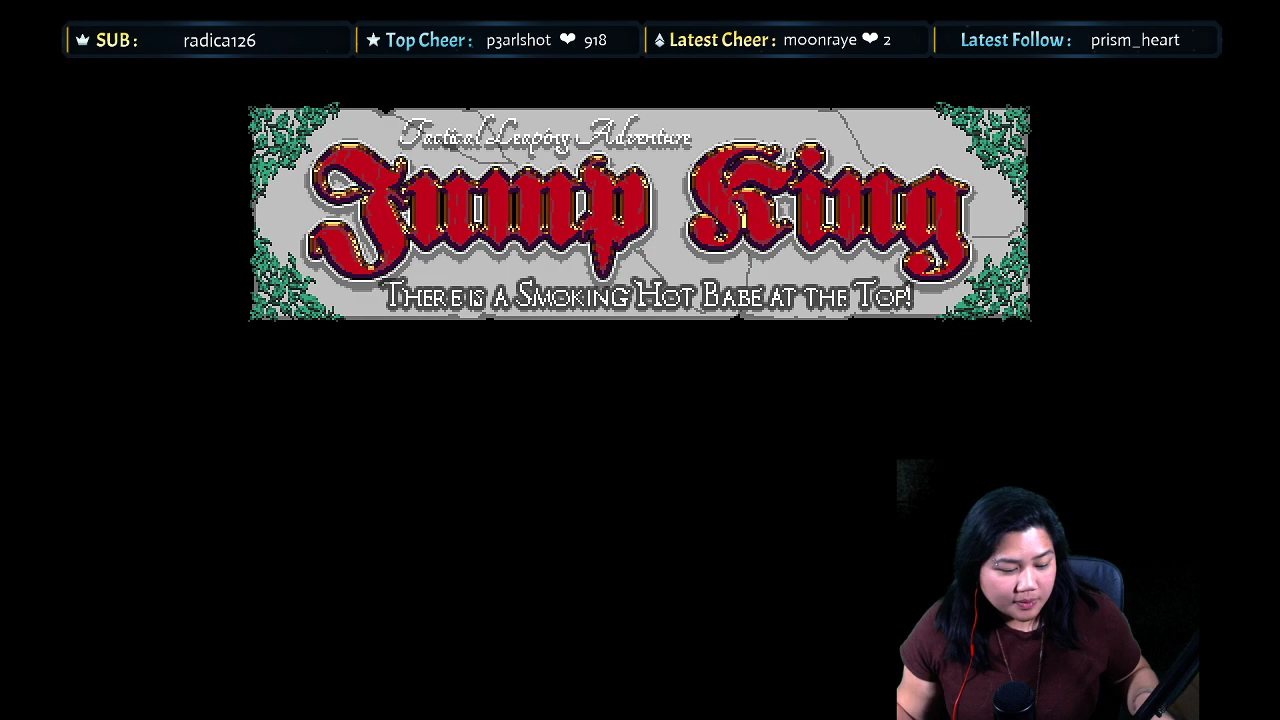 SUB : radica126 Top Cheer : p3arlshot ❤ 918 Latest Cheer : moonraye ❤ 2 Latest Follow : prism_heart
Tactical Leaping Adventure
Jump King
There is a Smoking Hot Babe at the Top!